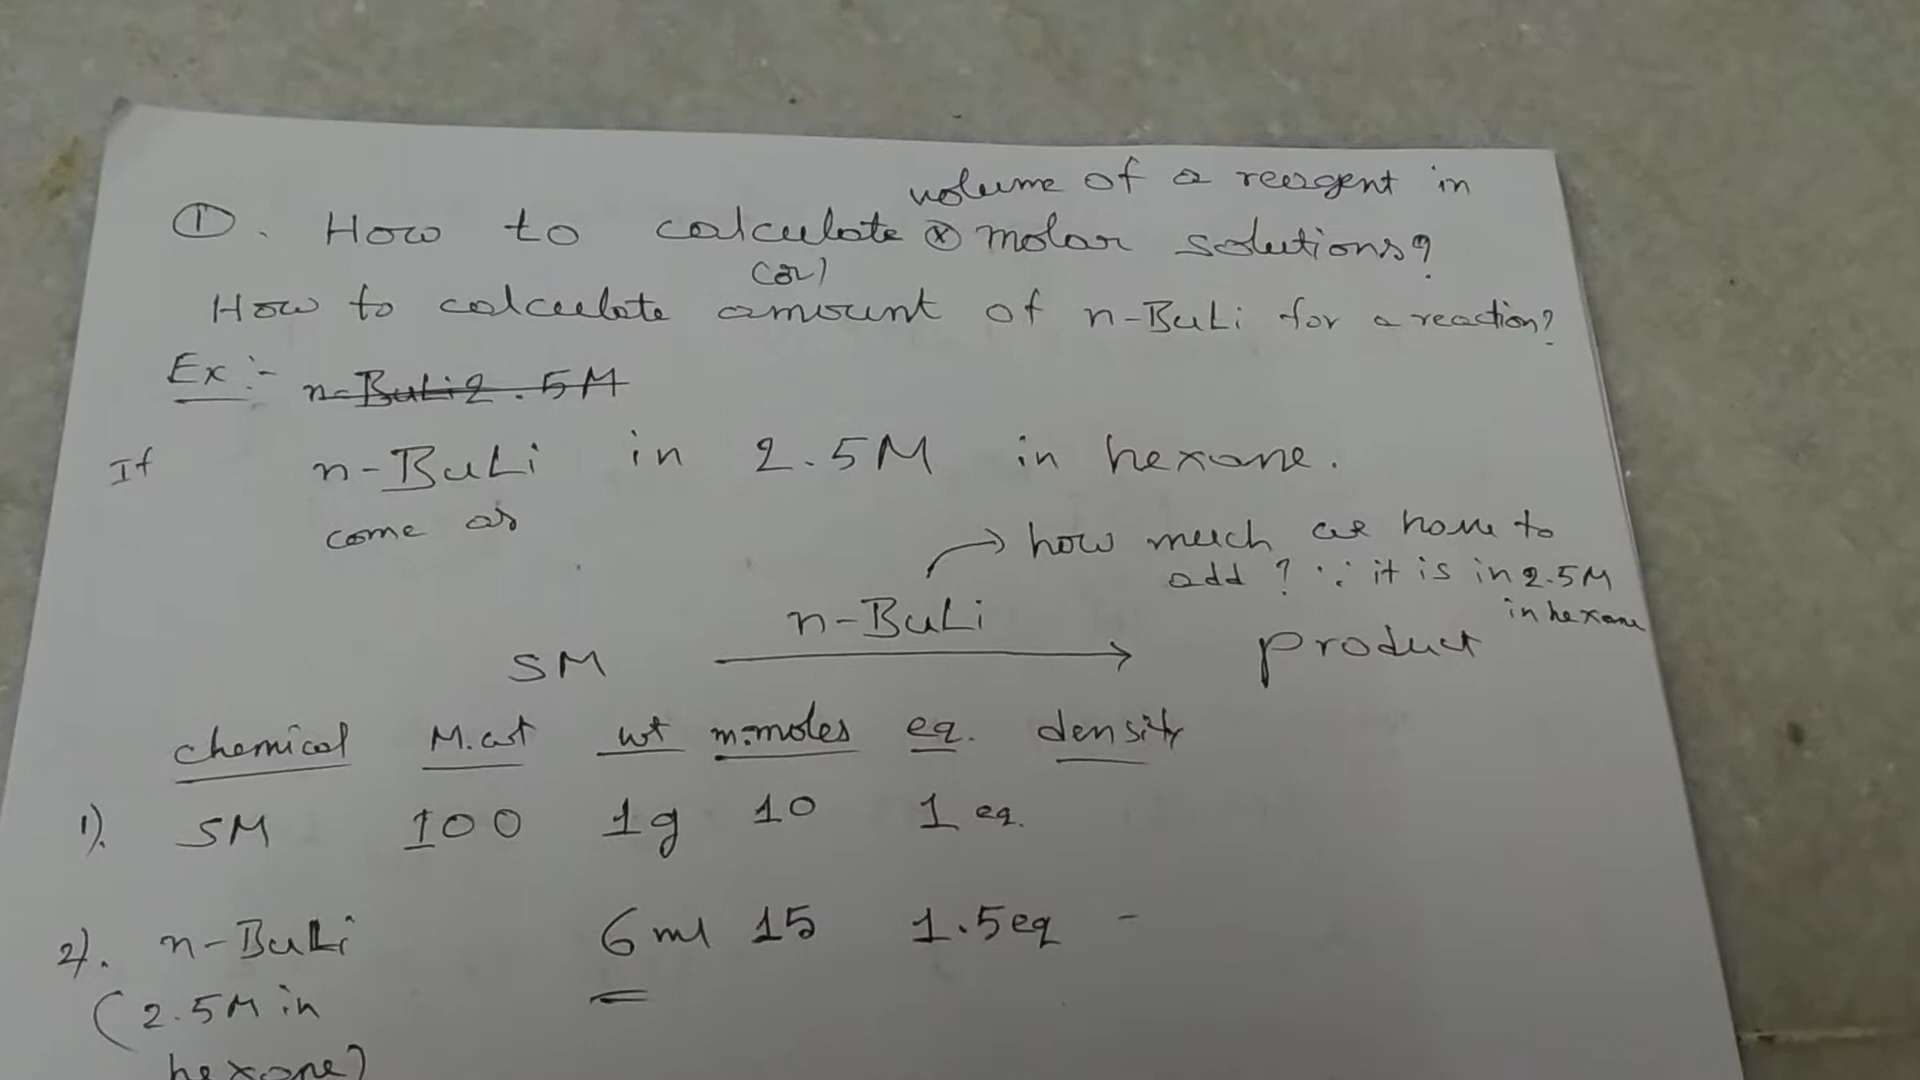 volume of a reagent in
①. How to calculate ⓧ molar solutions?
(or)
How to calculate amount of n-BuLi for a reaction?
Ex:- n-BuLi 2.5M
If n-BuLi in 2.5M in hexane.
come as
how much we have to
add? ∵ it is in 2.5M
in hexane
n-BuLi
SM → product
chemical M.wt wt m.moles eq. density
1). SM 100 1g 10 1 eq.
2). n-BuLi 6 ml 15 1.5eq -
(2.5M in
hexane)